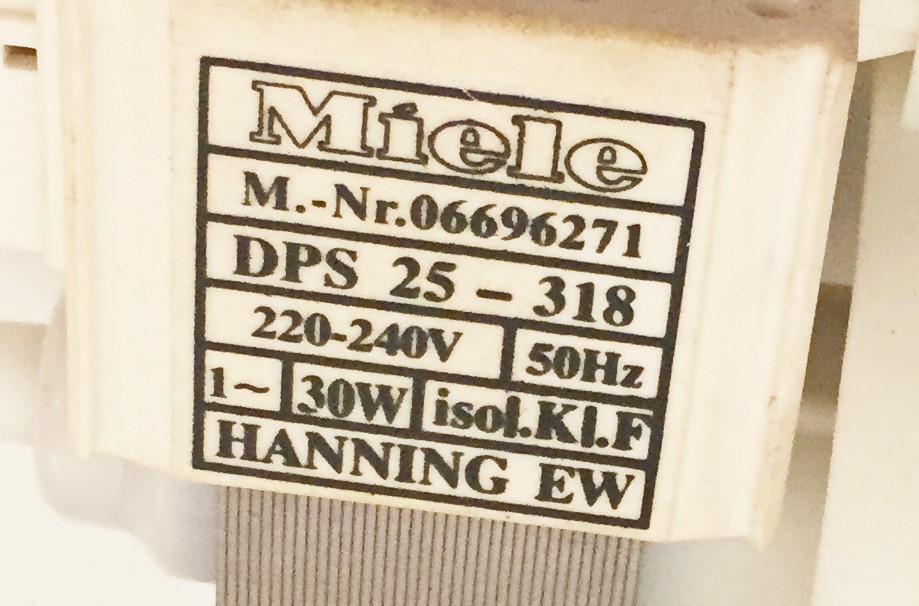 Miele
M.-Nr.06696271
DPS 25 - 318
220-240V 50Hz
1~ 30W isol.Kl.F
HANNING EW